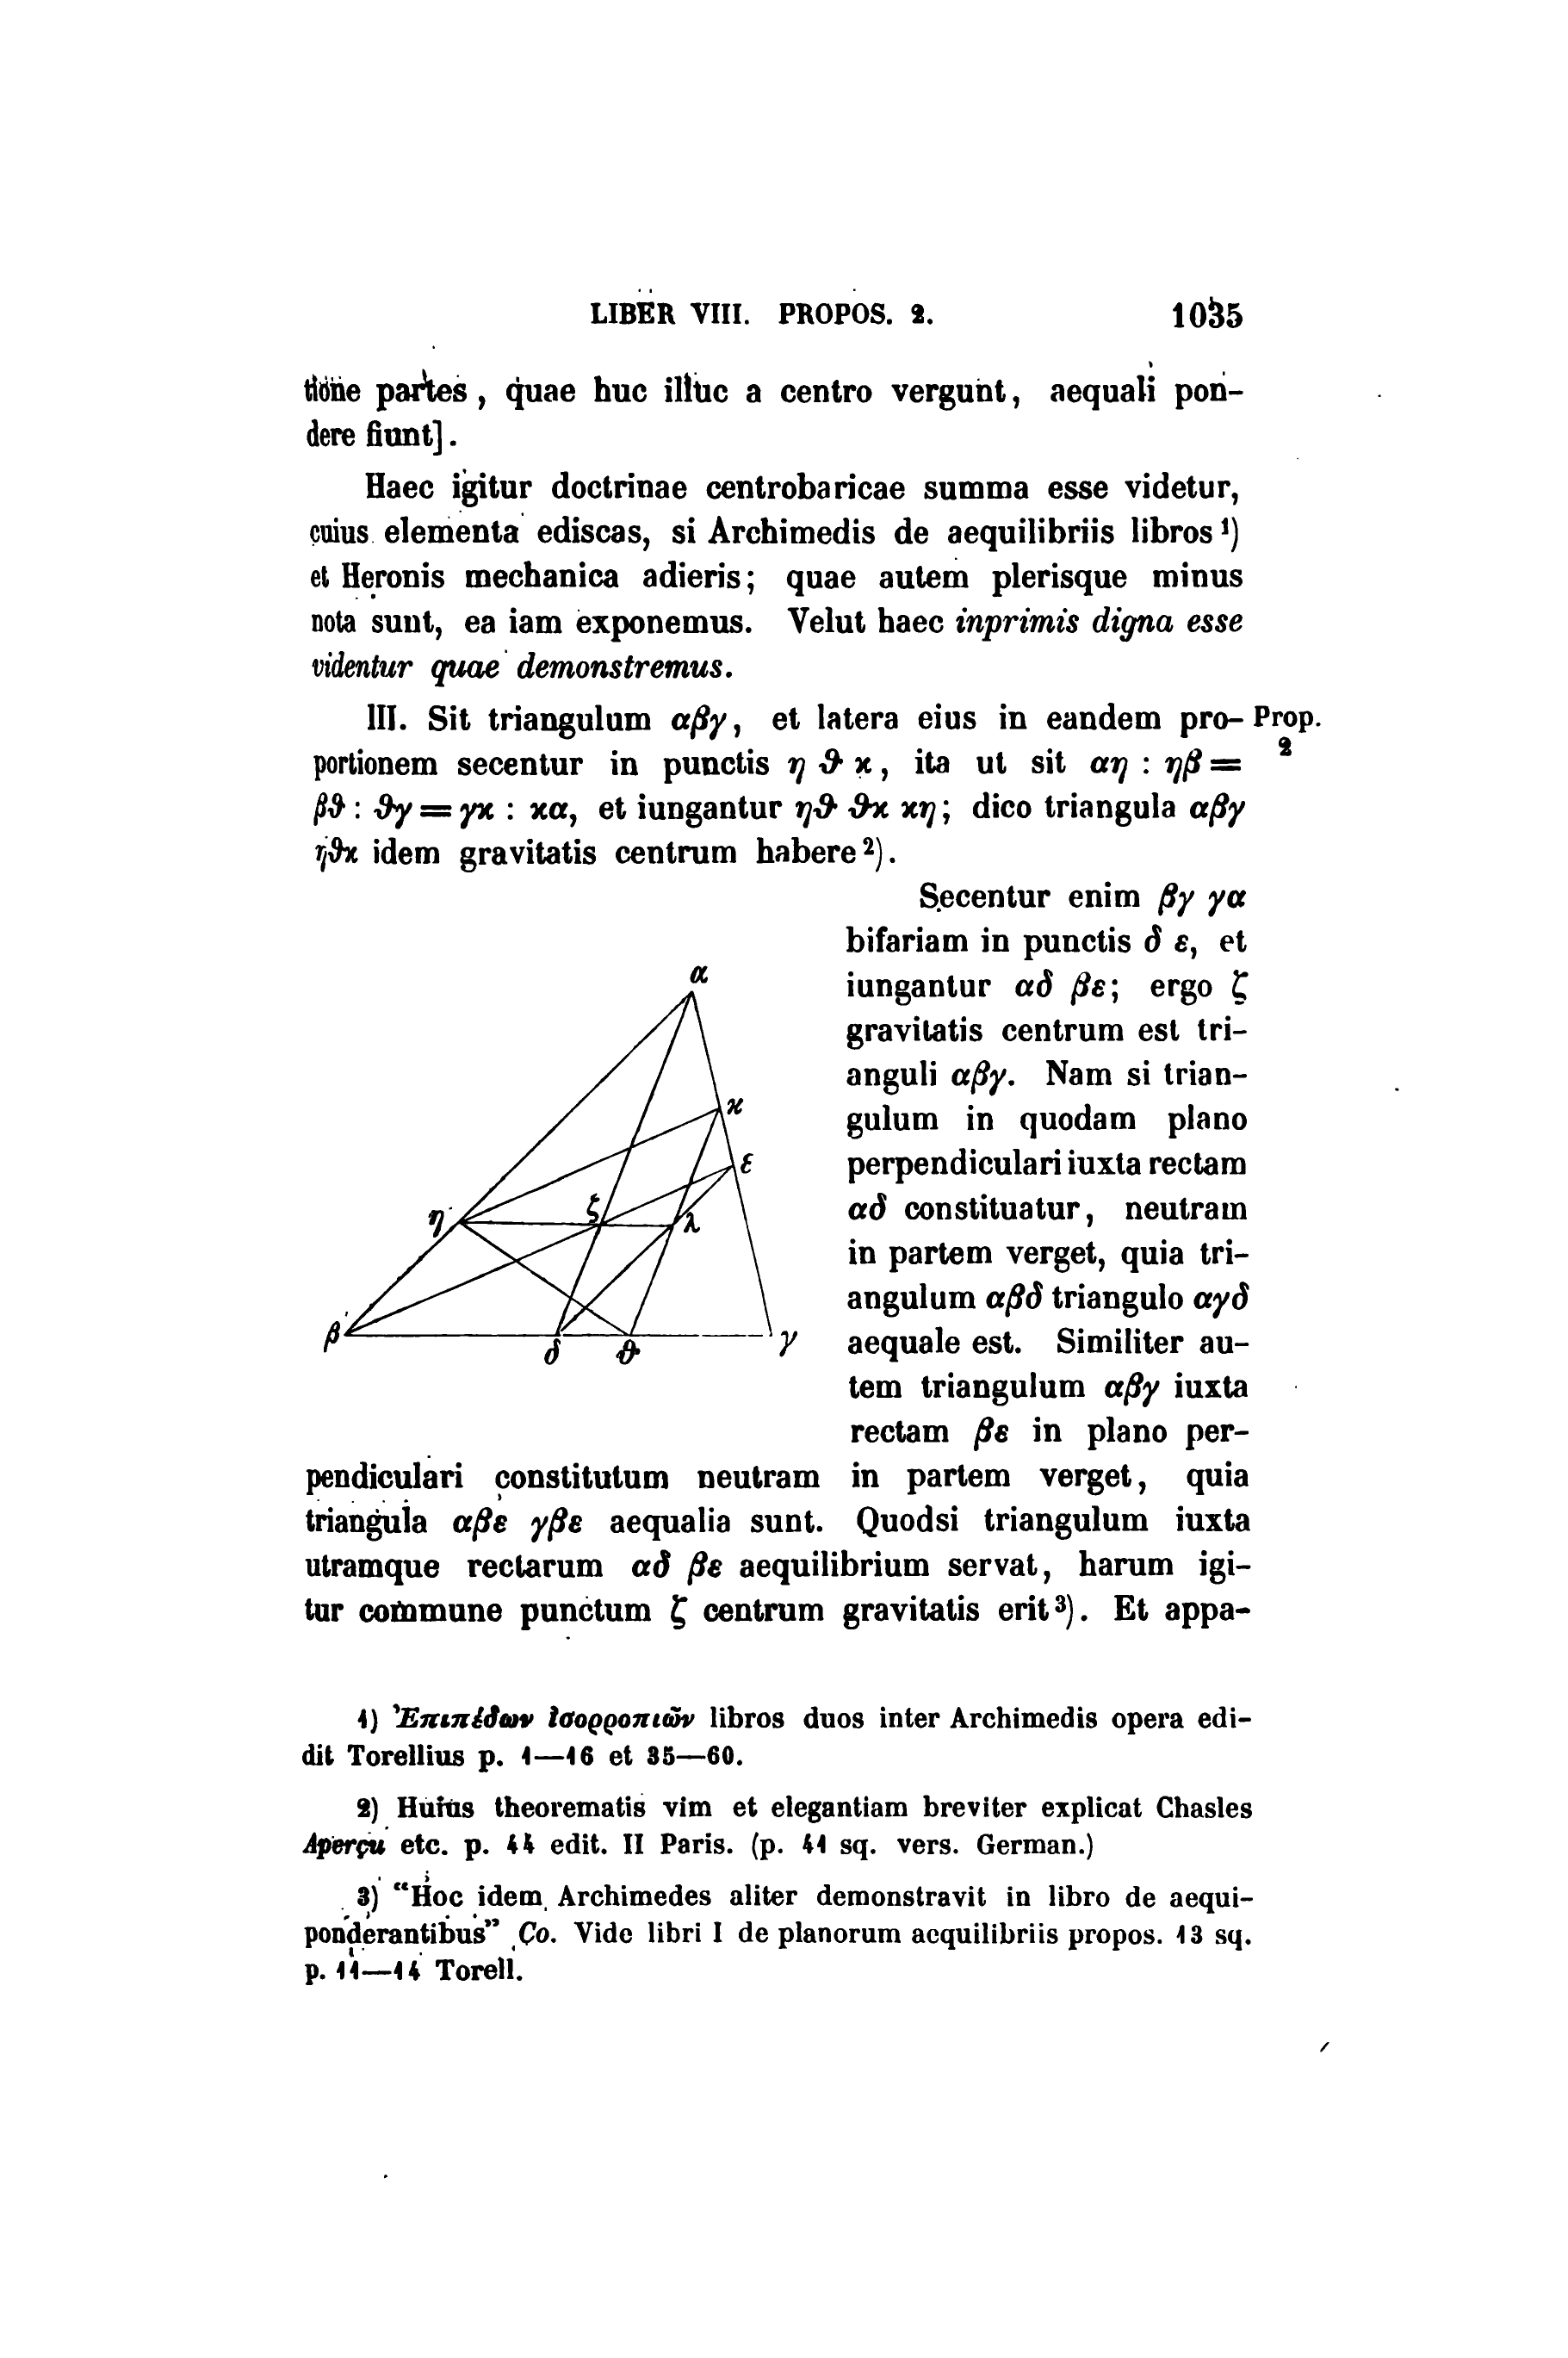 LIBER VIII. PROPOS. 2. 1035
tione partes, quae huc illuc a centro vergunt, aequali pon-
dere fiunt].
Haec igitur doctrinae centrobaricae summa esse videtur,
cuius elementa ediscas, si Archimedis de aequilibriis libros ¹)
et Heronis mechanica adieris; quae autem plerisque minus
nota sunt, ea iam exponemus. Velut haec inprimis digna esse
videntur quae demonstremus.
III. Sit triangulum αβγ, et latera eius in eandem pro- Prop. 2
portionem secentur in punctis η ϑ ϰ, ita ut sit αη : ηβ =
βϑ : ϑγ = γϰ : ϰα, et iungantur ηϑ ϑϰ ϰη; dico triangula αβγ
ηϑϰ idem gravitatis centrum habere ²).
Secentur enim βγ γα
bifariam in punctis δ ε, et
iungantur αδ βε; ergo ζ
gravitatis centrum est tri-
anguli αβγ. Nam si trian-
gulum in quodam plano
perpendiculari iuxta rectam
αδ constituatur, neutram
in partem verget, quia tri-
angulum αβδ triangulo αγδ
aequale est. Similiter au-
tem triangulum αβγ iuxta
rectam βε in plano per-
pendiculari constitutum neutram in partem verget, quia
triangula αβε γβε aequalia sunt. Quodsi triangulum iuxta
utramque rectarum αδ βε aequilibrium servat, harum igi-
tur commune punctum ζ centrum gravitatis erit ³). Et appa-
α
ϰ
ε
η
ζ
λ
β
δ
ϑ
γ
1) Ἐπιπέδων ἰσορροπιῶν libros duos inter Archimedis opera edi-
dit Torellius p. 1—16 et 35—60.
2) Huius theorematis vim et elegantiam breviter explicat Chasles
Aperçu etc. p. 44 edit. II Paris. (p. 41 sq. vers. German.)
3) “Hoc idem Archimedes aliter demonstravit in libro de aequi-
ponderantibus” Co. Vide libri I de planorum aequilibriis propos. 13 sq.
p. 11—14 Torell.